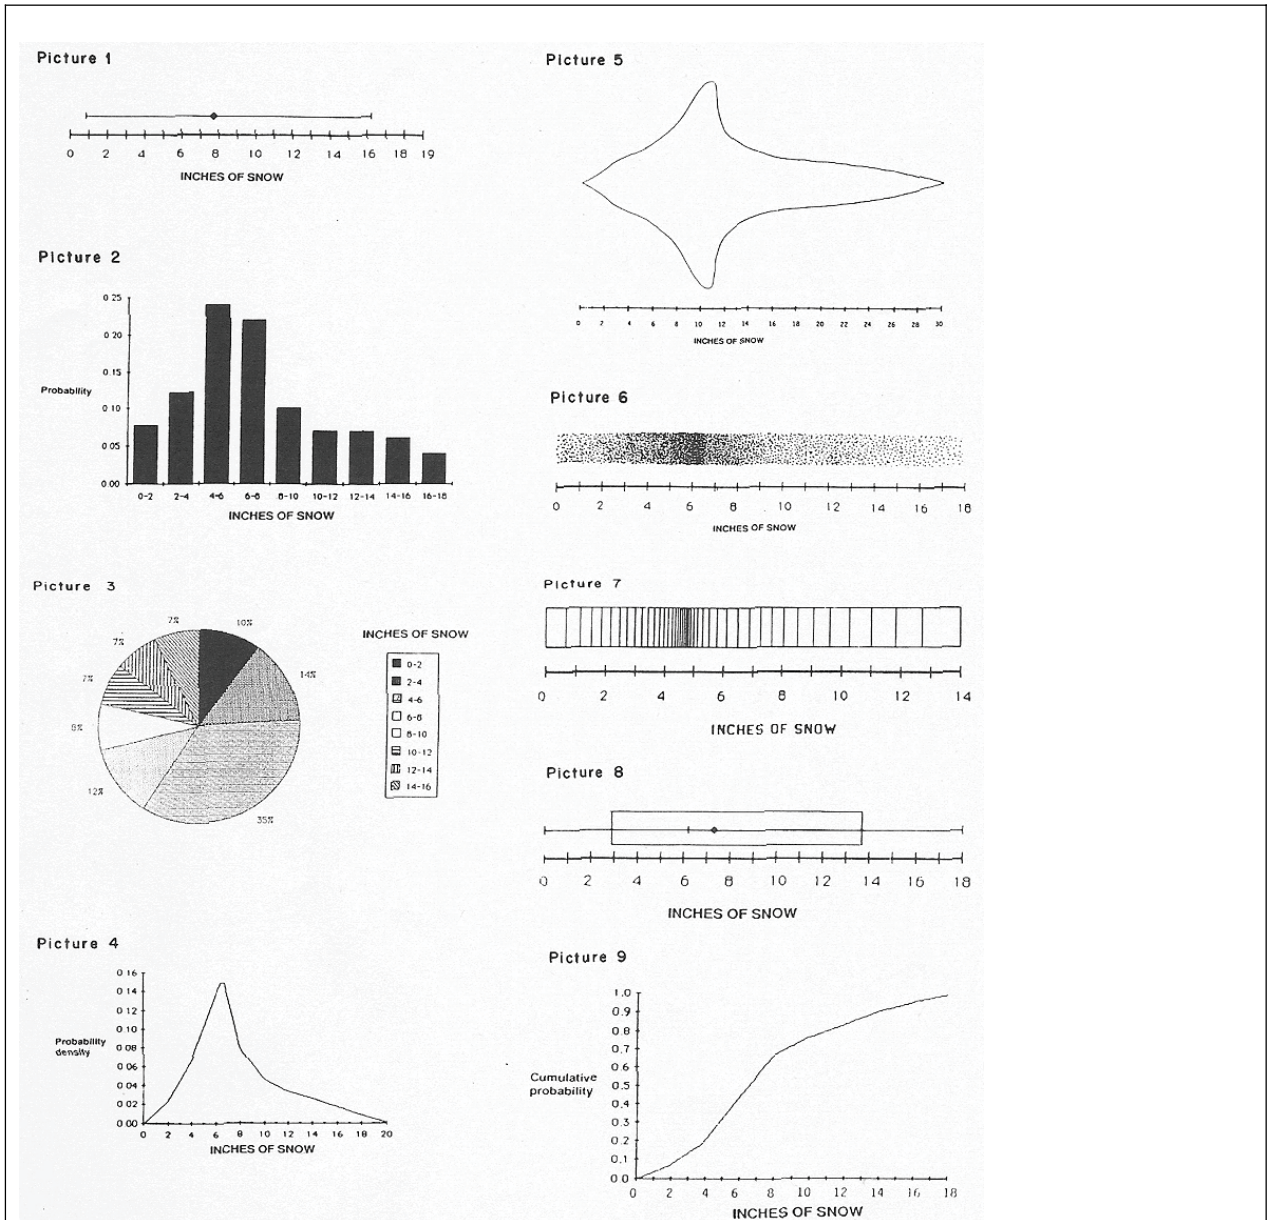 Picture 1
0 2 4 6 8 10 12 14 16 18 19
INCHES OF SNOW
Picture 2
0 25
0 20
0 15
0 10
0.05
0.00
Probability
0-2 2-4 4-6 6-8 8-10 10-12 12-14 14-16 16-18
INCHES OF SNOW
Picture 3
7%
10%
7%
14%
7%
8%
12%
35%
INCHES OF SNOW
0-2
2-4
4-6
6-8
8-10
10-12
12-14
14-16
Picture 4
0 16
0 14
0 12
0 10
0 08
0 06
0 04
0 02
0 00
Probability
density
0 2 4 6 8 10 12 14 16 18 20
INCHES OF SNOW
Picture 5
0 2 4 6 8 10 12 14 16 18 20 22 24 26 28 30
INCHES OF SNOW
Picture 6
0 2 4 6 8 10 12 14 16 18
INCHES OF SNOW
Picture 7
0 2 4 6 8 10 12 14
INCHES OF SNOW
Picture 8
0 2 4 6 8 10 12 14 16 18
INCHES OF SNOW
Picture 9
1.0
0.9
0.8
0.7
0.6
0.5
0.4
0.3
0.2
0.1
0.0
Cumulative
probability
0 2 4 6 8 10 12 14 16 18
INCHES OF SNOW